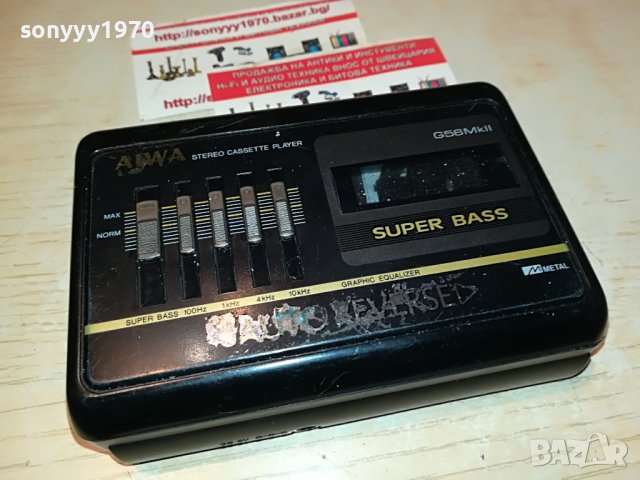 sonyyy1970
http://sonyyy1970.bazar.bg/
ПРОДАЖБА НА АНТИКИ И ИНСТРУМЕНТИ
Hi-Fi И АУДИО ТЕХНИКА ВНОС ОТ ШВЕЙЦАРИЯ
ЕЛЕКТРОНИКА И БИТОВА ТЕХНИКА
http://so
AIWA STEREO CASSETTE PLAYER
G56MkII
MAX
NORM
SUPER BASS
METAL
SUPER BASS 100Hz 1kHz 4kHz 10kHz GRAPHIC EQUALIZER
REVERSE
BAZAR